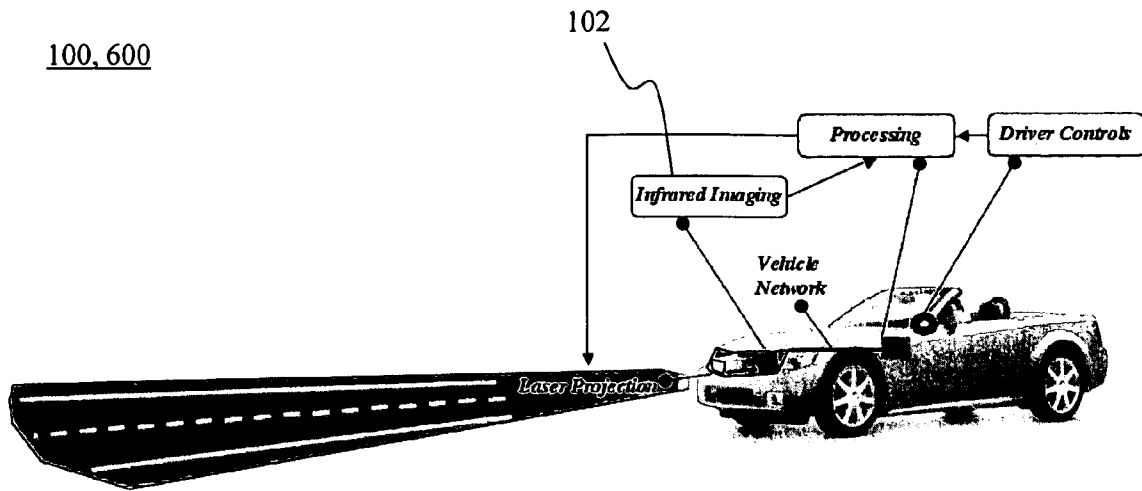 102
100, 600
Processing
Driver Controls
Infrared Imaging
Vehicle
Network
Laser Projection